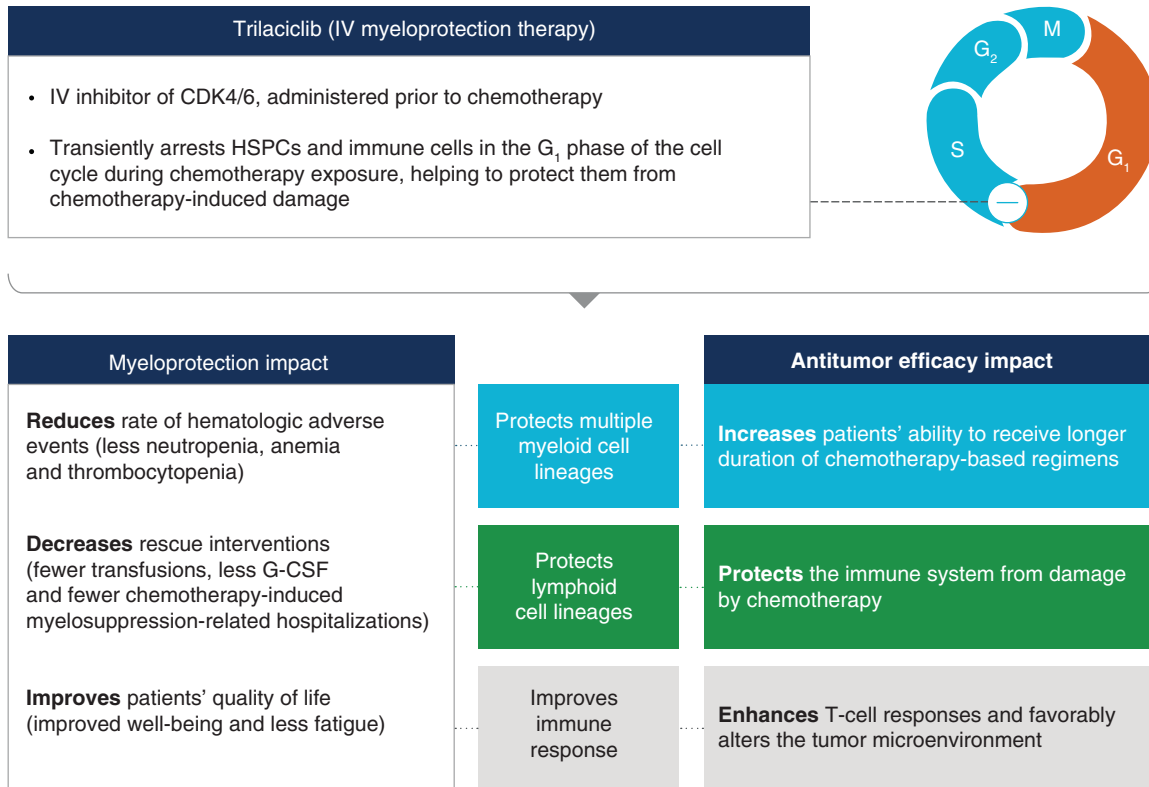 Trilaciclib (IV myeloprotection therapy)
• IV inhibitor of CDK4/6, administered prior to chemotherapy
• Transiently arrests HSPCs and immune cells in the G₁ phase of the cell
cycle during chemotherapy exposure, helping to protect them from
chemotherapy-induced damage
M
G₂
S
G₁
Myeloprotection impact
Antitumor efficacy impact
Reduces rate of hematologic adverse
events (less neutropenia, anemia
and thrombocytopenia)
Protects multiple
myeloid cell
lineages
Increases patients’ ability to receive longer
duration of chemotherapy-based regimens
Decreases rescue interventions
(fewer transfusions, less G-CSF
and fewer chemotherapy-induced
myelosuppression-related hospitalizations)
Protects
lymphoid
cell lineages
Protects the immune system from damage
by chemotherapy
Improves patients’ quality of life
(improved well-being and less fatigue)
Improves
immune
response
Enhances T-cell responses and favorably
alters the tumor microenvironment